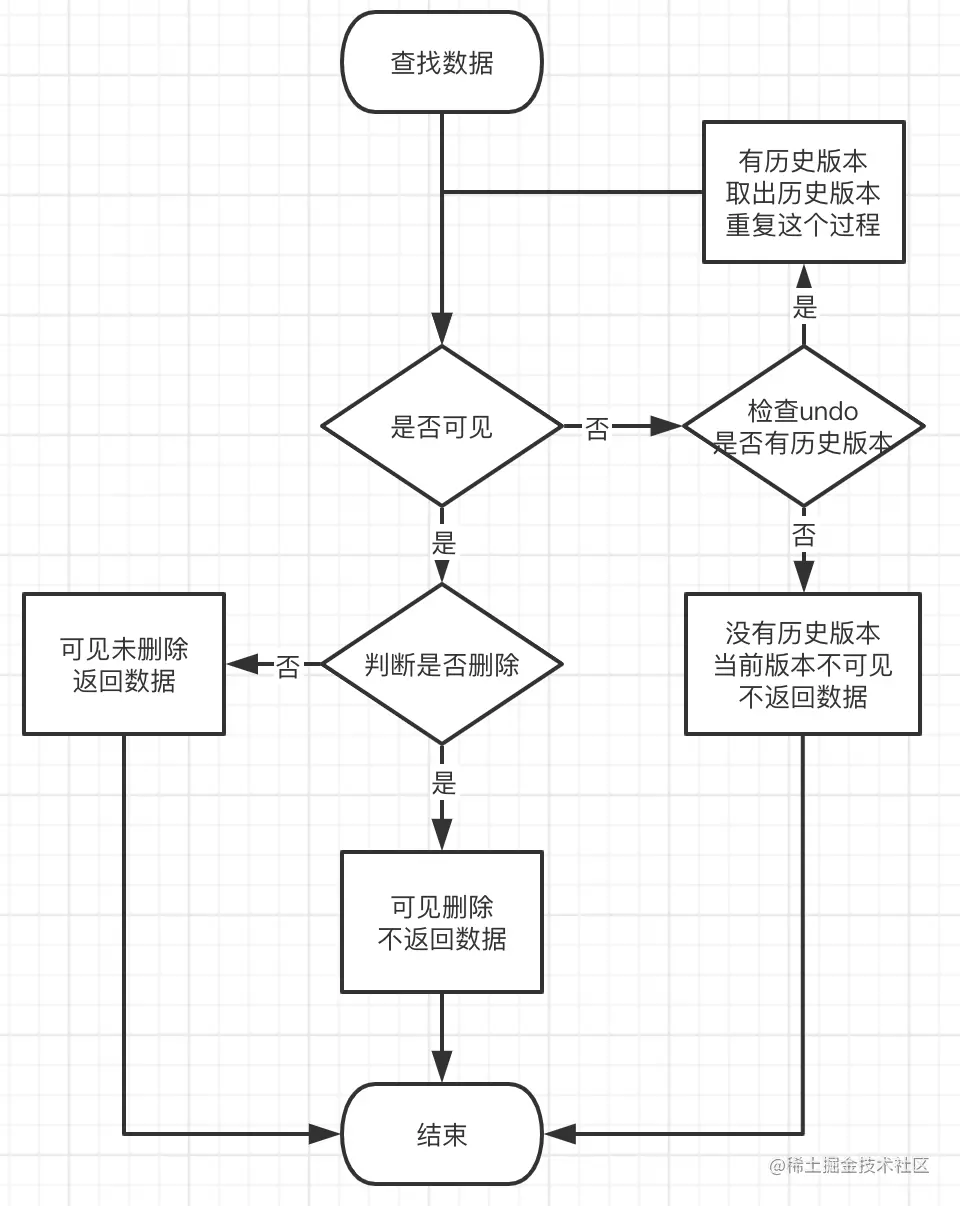 查找数据
有历史版本
取出历史版本
重复这个过程
是
是否可见
否
检查undo
是否有历史版本
是
否
可见未删除
返回数据
否
判断是否删除
没有历史版本
当前版本不可见
不返回数据
是
可见删除
不返回数据
结束
@稀土掘金技术社区